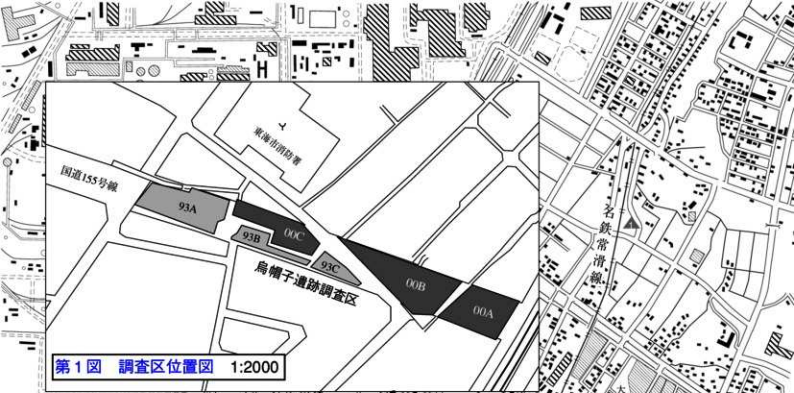 東海市消防署
国道155号線
93A
93B
00C
93C
烏帽子遺跡調査区
00B
00A
名鉄常滑線
第1図 調査区位置図 1:2000